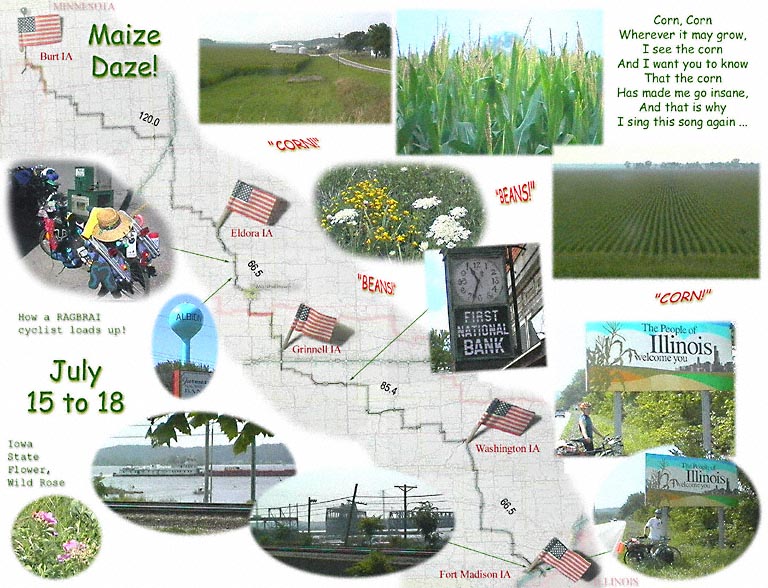 MINNESOTA
Burt IA
Maize
Daze!
Corn, Corn
Wherever it may grow,
I see the corn
And I want you to know
That the corn
Has made me go insane,
And that is why
I sing this song again ...
120.0
"CORN!"
"BEANS!"
Eldora IA
66.5
"BEANS!"
"CORN!"
How a RAGBRAI
cyclist loads up!
ALBION
FIRST
NATIONAL
BANK
Grinnell IA
The People of
Illinois
welcome you
July
15 to 18
85.4
Washington IA
Iowa
State
Flower,
Wild Rose
The People of
Illinois
welcome you
66.5
Fort Madison IA
ILLINOIS